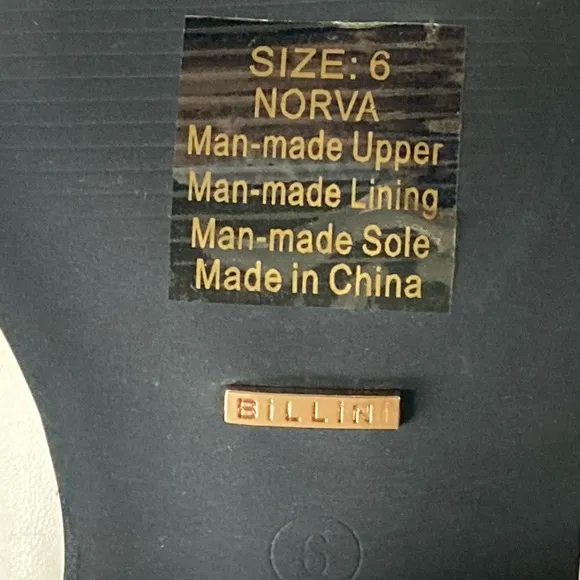 SIZE: 6
NORVA
Man-made Upper
Man-made Lining
Man-made Sole
Made in China
BiLLiNi
6